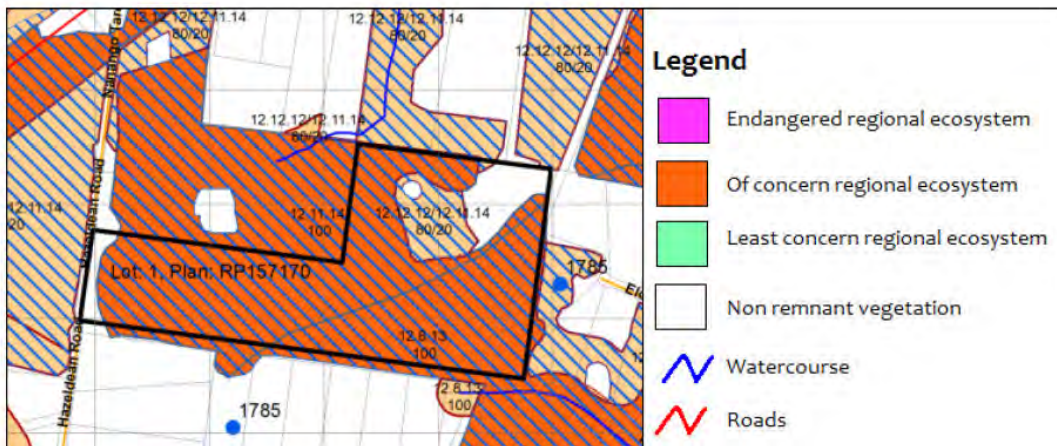 12.12.12/12.11.14
80/20
Nanango Tan
12.12.12/12.11.14
80/20
12.12.12/12.11.14
80/20
12.12.12/12.11.14
80/20
Hazeldean Road
12.11.14
20
12.11.14
100
12.12.12/12.11.14
80/20
Lot: 1, Plan: RP157170
1785
12.8.13
100
Hazeldean Road
100
1785
Legend
Endangered regional ecosystem
Of concern regional ecosystem
Least concern regional ecosystem
Non remnant vegetation
Watercourse
Roads